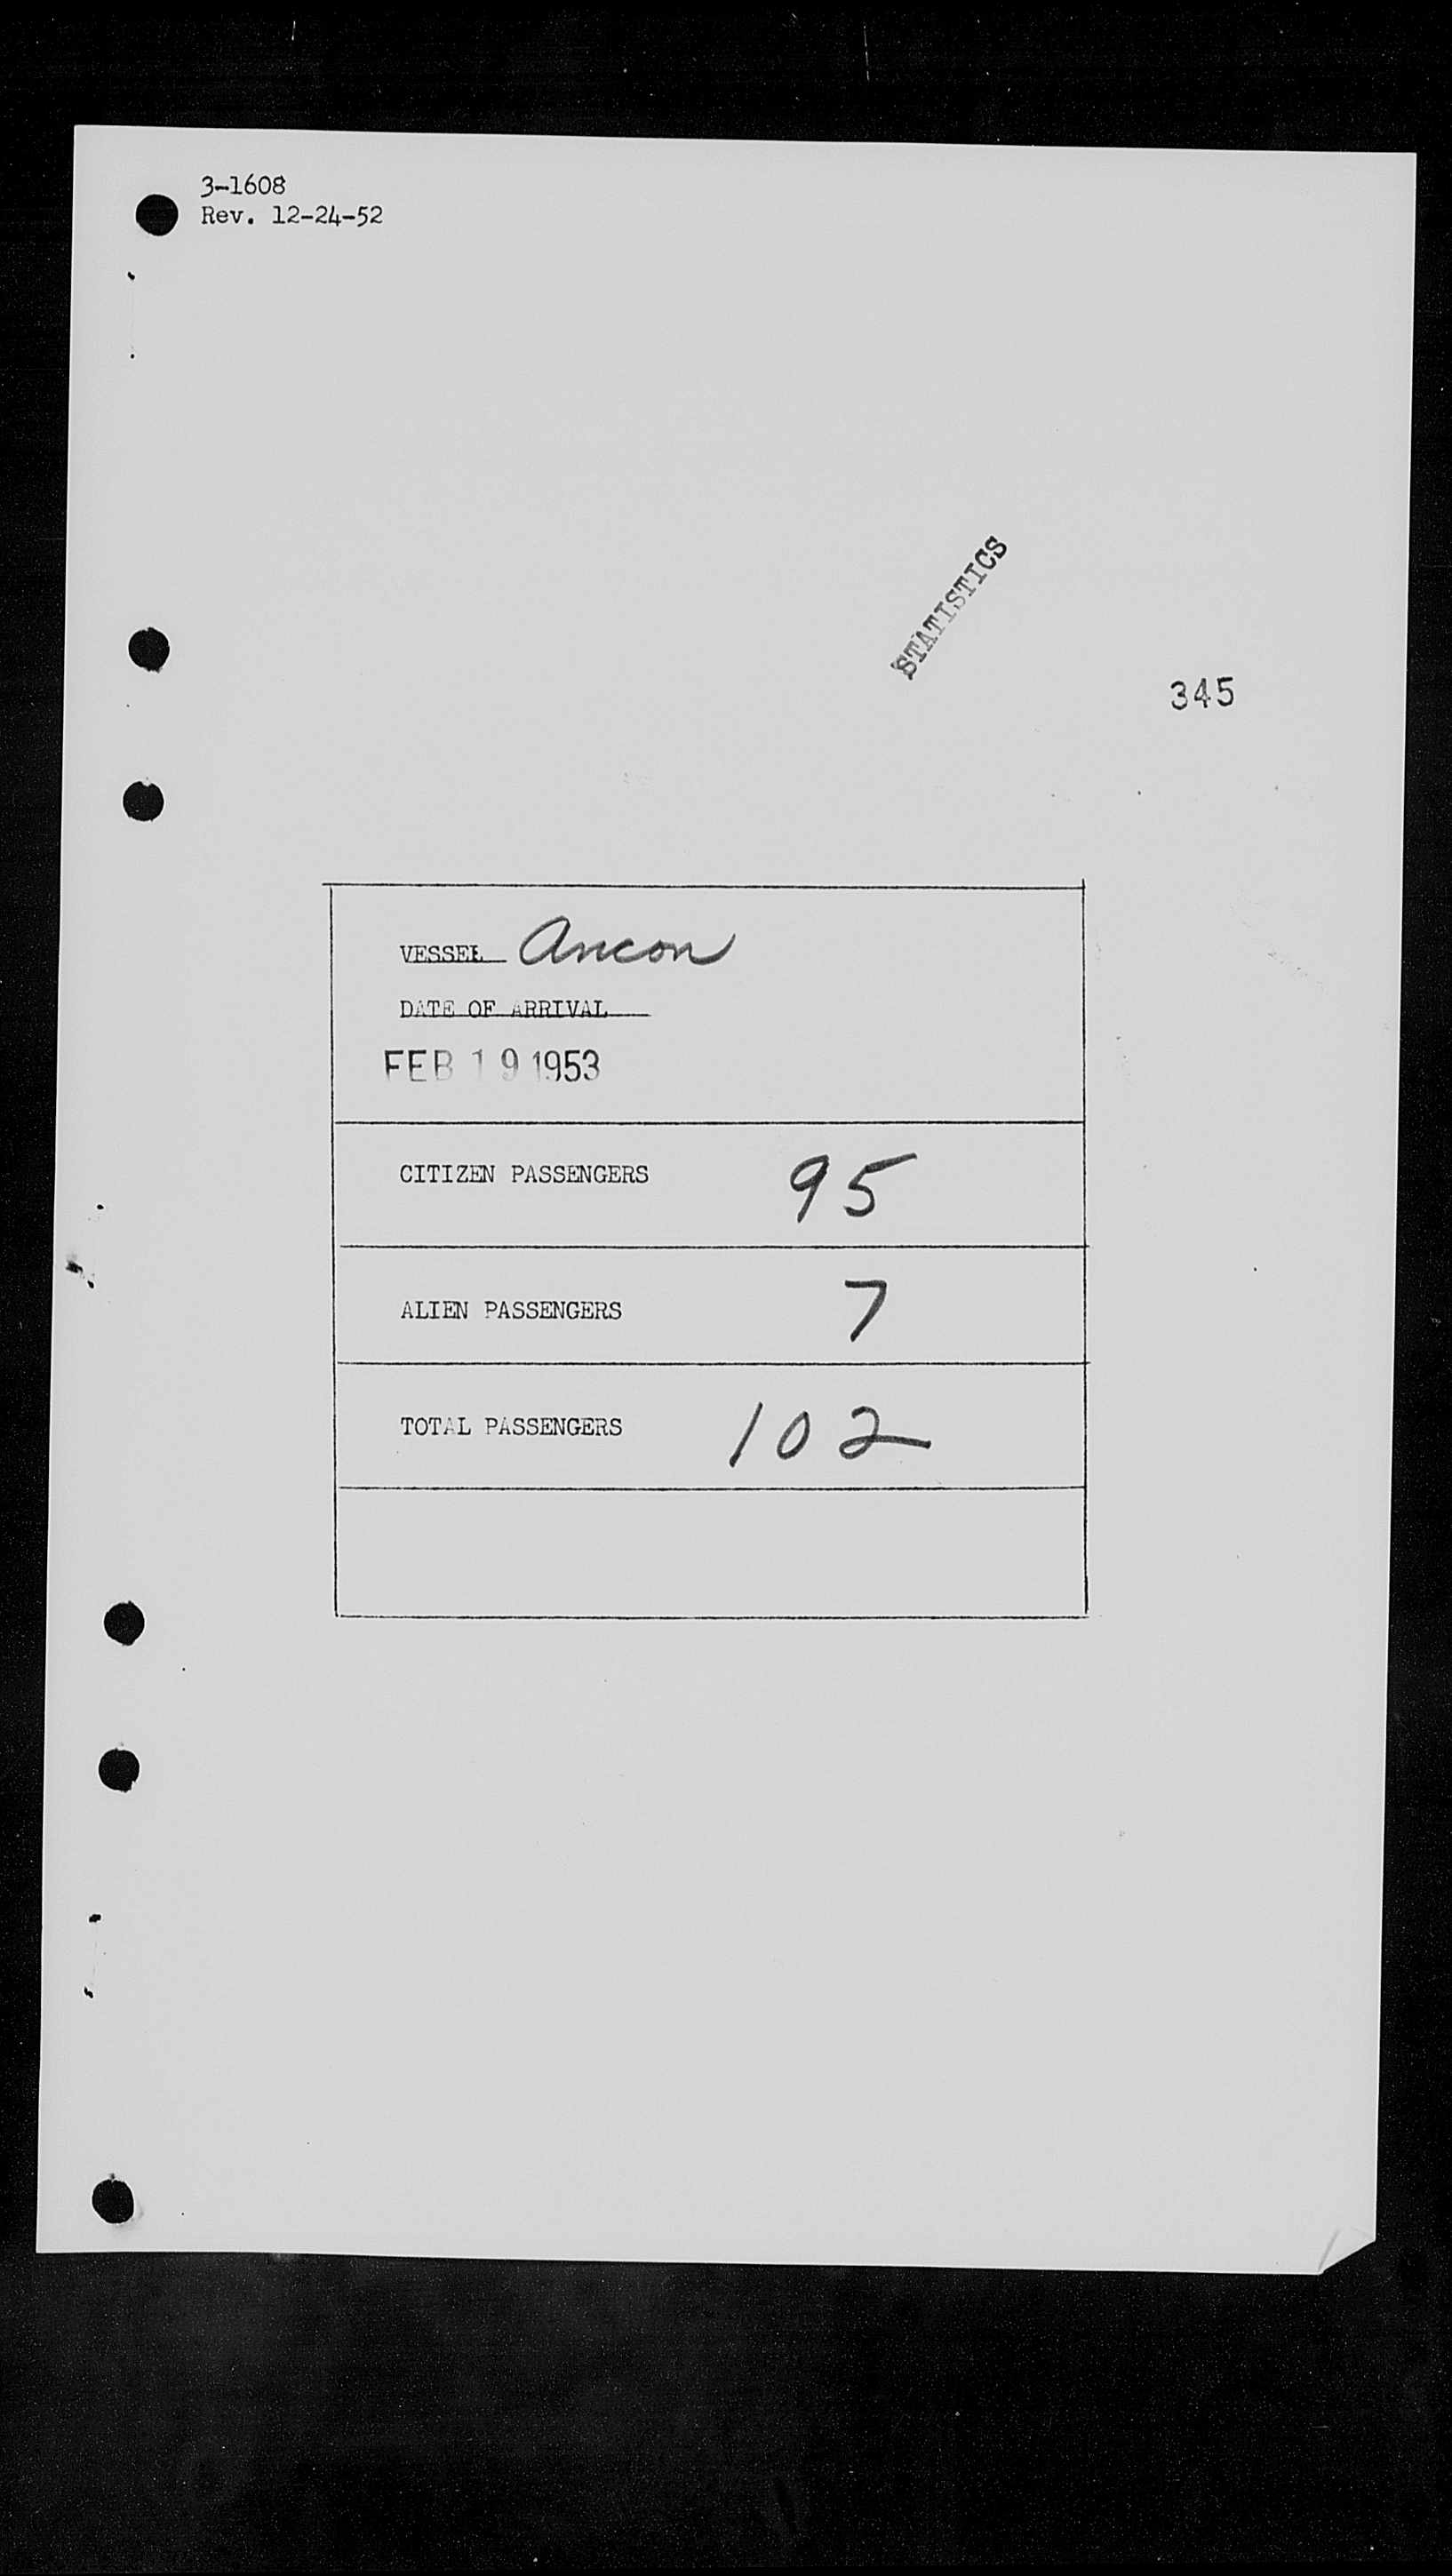 3-1608
Rev. 12-24-52
STATISTICS
345
VESSEL Ancon
DATE OF ARRIVAL
FEB 19 1953
CITIZEN PASSENGERS 95
ALIEN PASSENGERS 7
TOTAL PASSENGERS 102